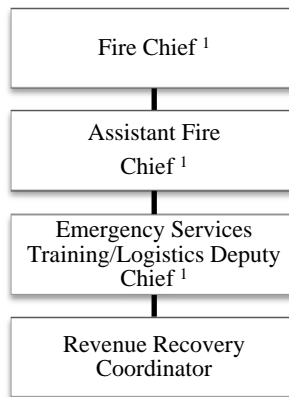 Fire Chief ¹
Assistant Fire
Chief ¹
Emergency Services
Training/Logistics Deputy
Chief ¹
Revenue Recovery
Coordinator